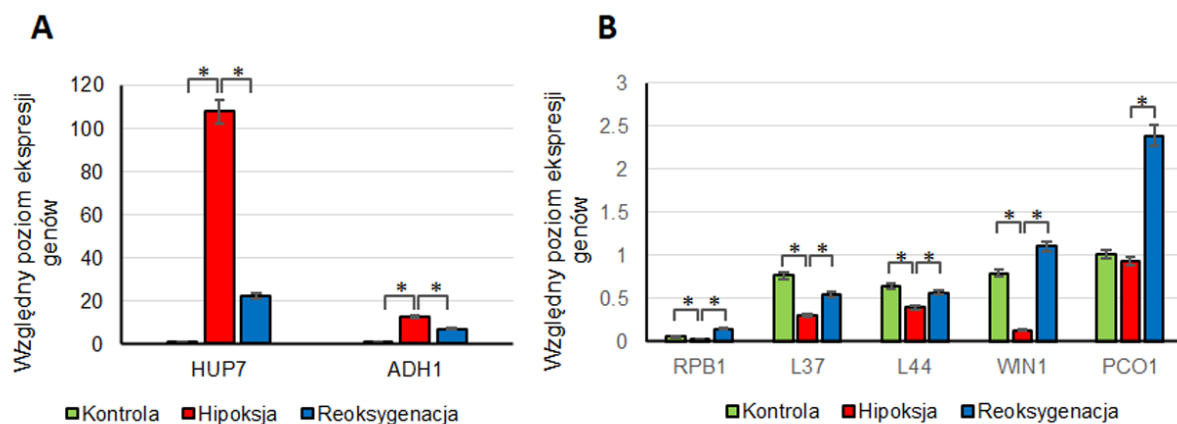 A
Względny poziom ekspresji
genów
120
100
80
60
40
20
0
* *
* *
HUP7 ADH1
Kontrola Hipoksja Reoksygenacja
B
Względny poziom ekspresji
genów
3
2.5
2
1.5
1
0.5
0
* *
* *
* *
* *
*
RPB1 L37 L44 WIN1 PCO1
Kontrola Hipoksja Reoksygenacja